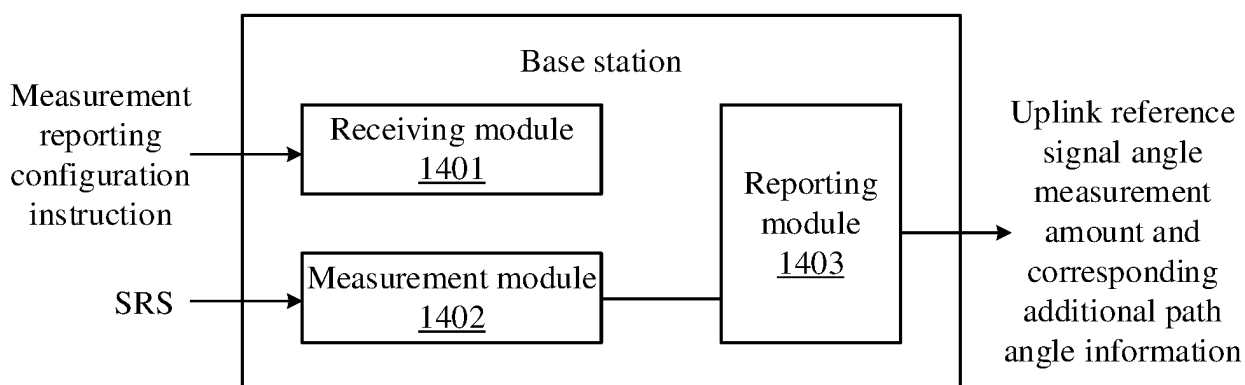 Base station
Measurement
reporting
configuration
instruction
Receiving module
1401
SRS
Measurement module
1402
Reporting
module
1403
Uplink reference
signal angle
measurement
amount and
corresponding
additional path
angle information